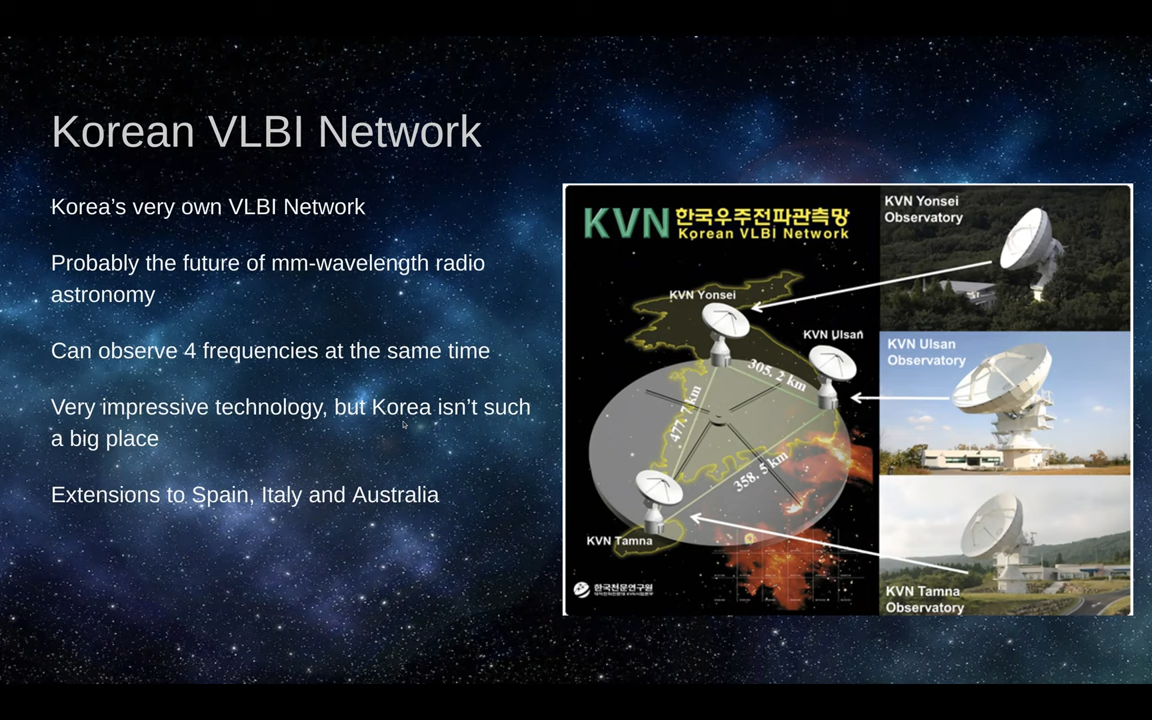 Korean VLBI Network
Korea’s very own VLBI Network
Probably the future of mm-wavelength radio
astronomy
Can observe 4 frequencies at the same time
Very impressive technology, but Korea isn’t such
a big place
Extensions to Spain, Italy and Australia
KVN 한국우주전파관측망
Korean VLBI Network
KVN Yonsei
KVN Ulsan
305. 2 km
477. 7 km
358. 5 km
KVN Tamna
한국천문연구원
KVN Yonsei
Observatory
KVN Ulsan
Observatory
KVN Tamna
Observatory